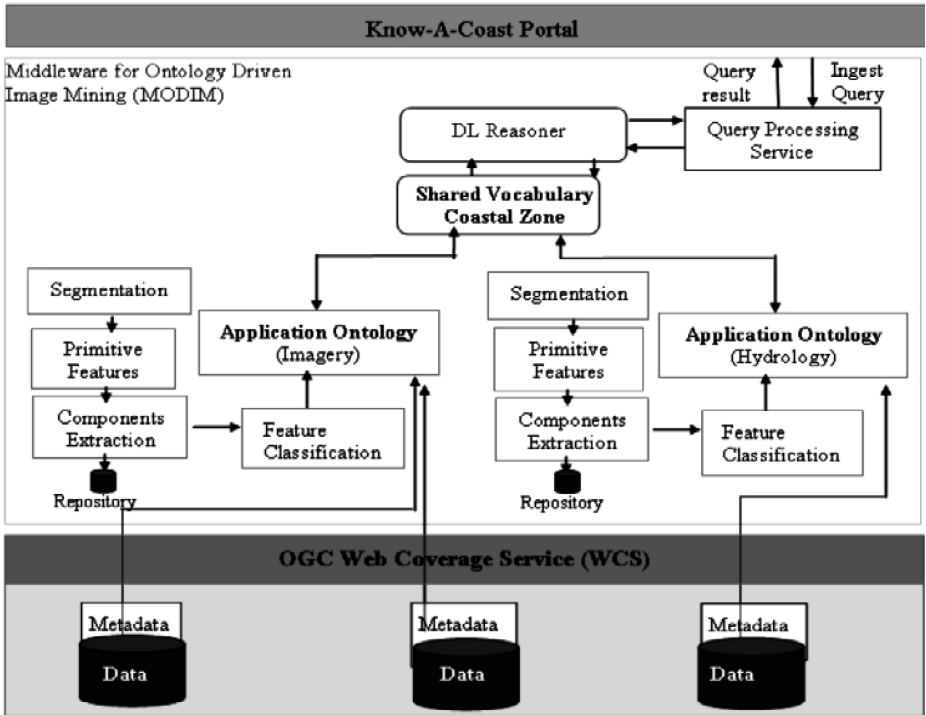 Know-A-Coast Portal
Middleware for Ontology Driven
Image Mining (MODIM)
Query
result
Ingest
Query
DL Reasoner
Query Processing
Service
Shared Vocabulary
Coastal Zone
Segmentation
Primitive
Features
Components
Extraction
Repository
Application Ontology
(Imagery)
Feature
Classification
Segmentation
Primitive
Features
Components
Extraction
Repository
Application Ontology
(Hydrology)
Feature
Classification
OGC Web Coverage Service (WCS)
Metadata
Data
Metadata
Data
Metadata
Data